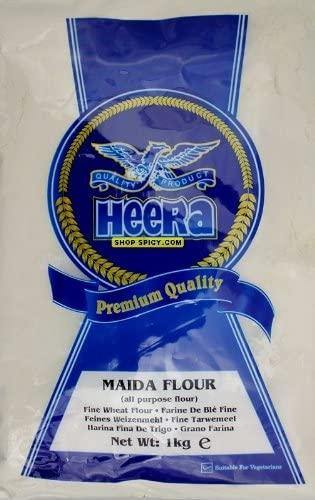 QUALITY PRODUCT
HEERa
SHOP SPICY.COM
Premium Quality
MAIDA FLOUR
(all purpose flour)
Fine Wheat Flour - Farine De Blé Fine
Feines Weizenmehl - Fine Tarwemeel
Harina Fina De Trigo - Grano Farina
Net Wt: 1kg e
Suitable For Vegetarians